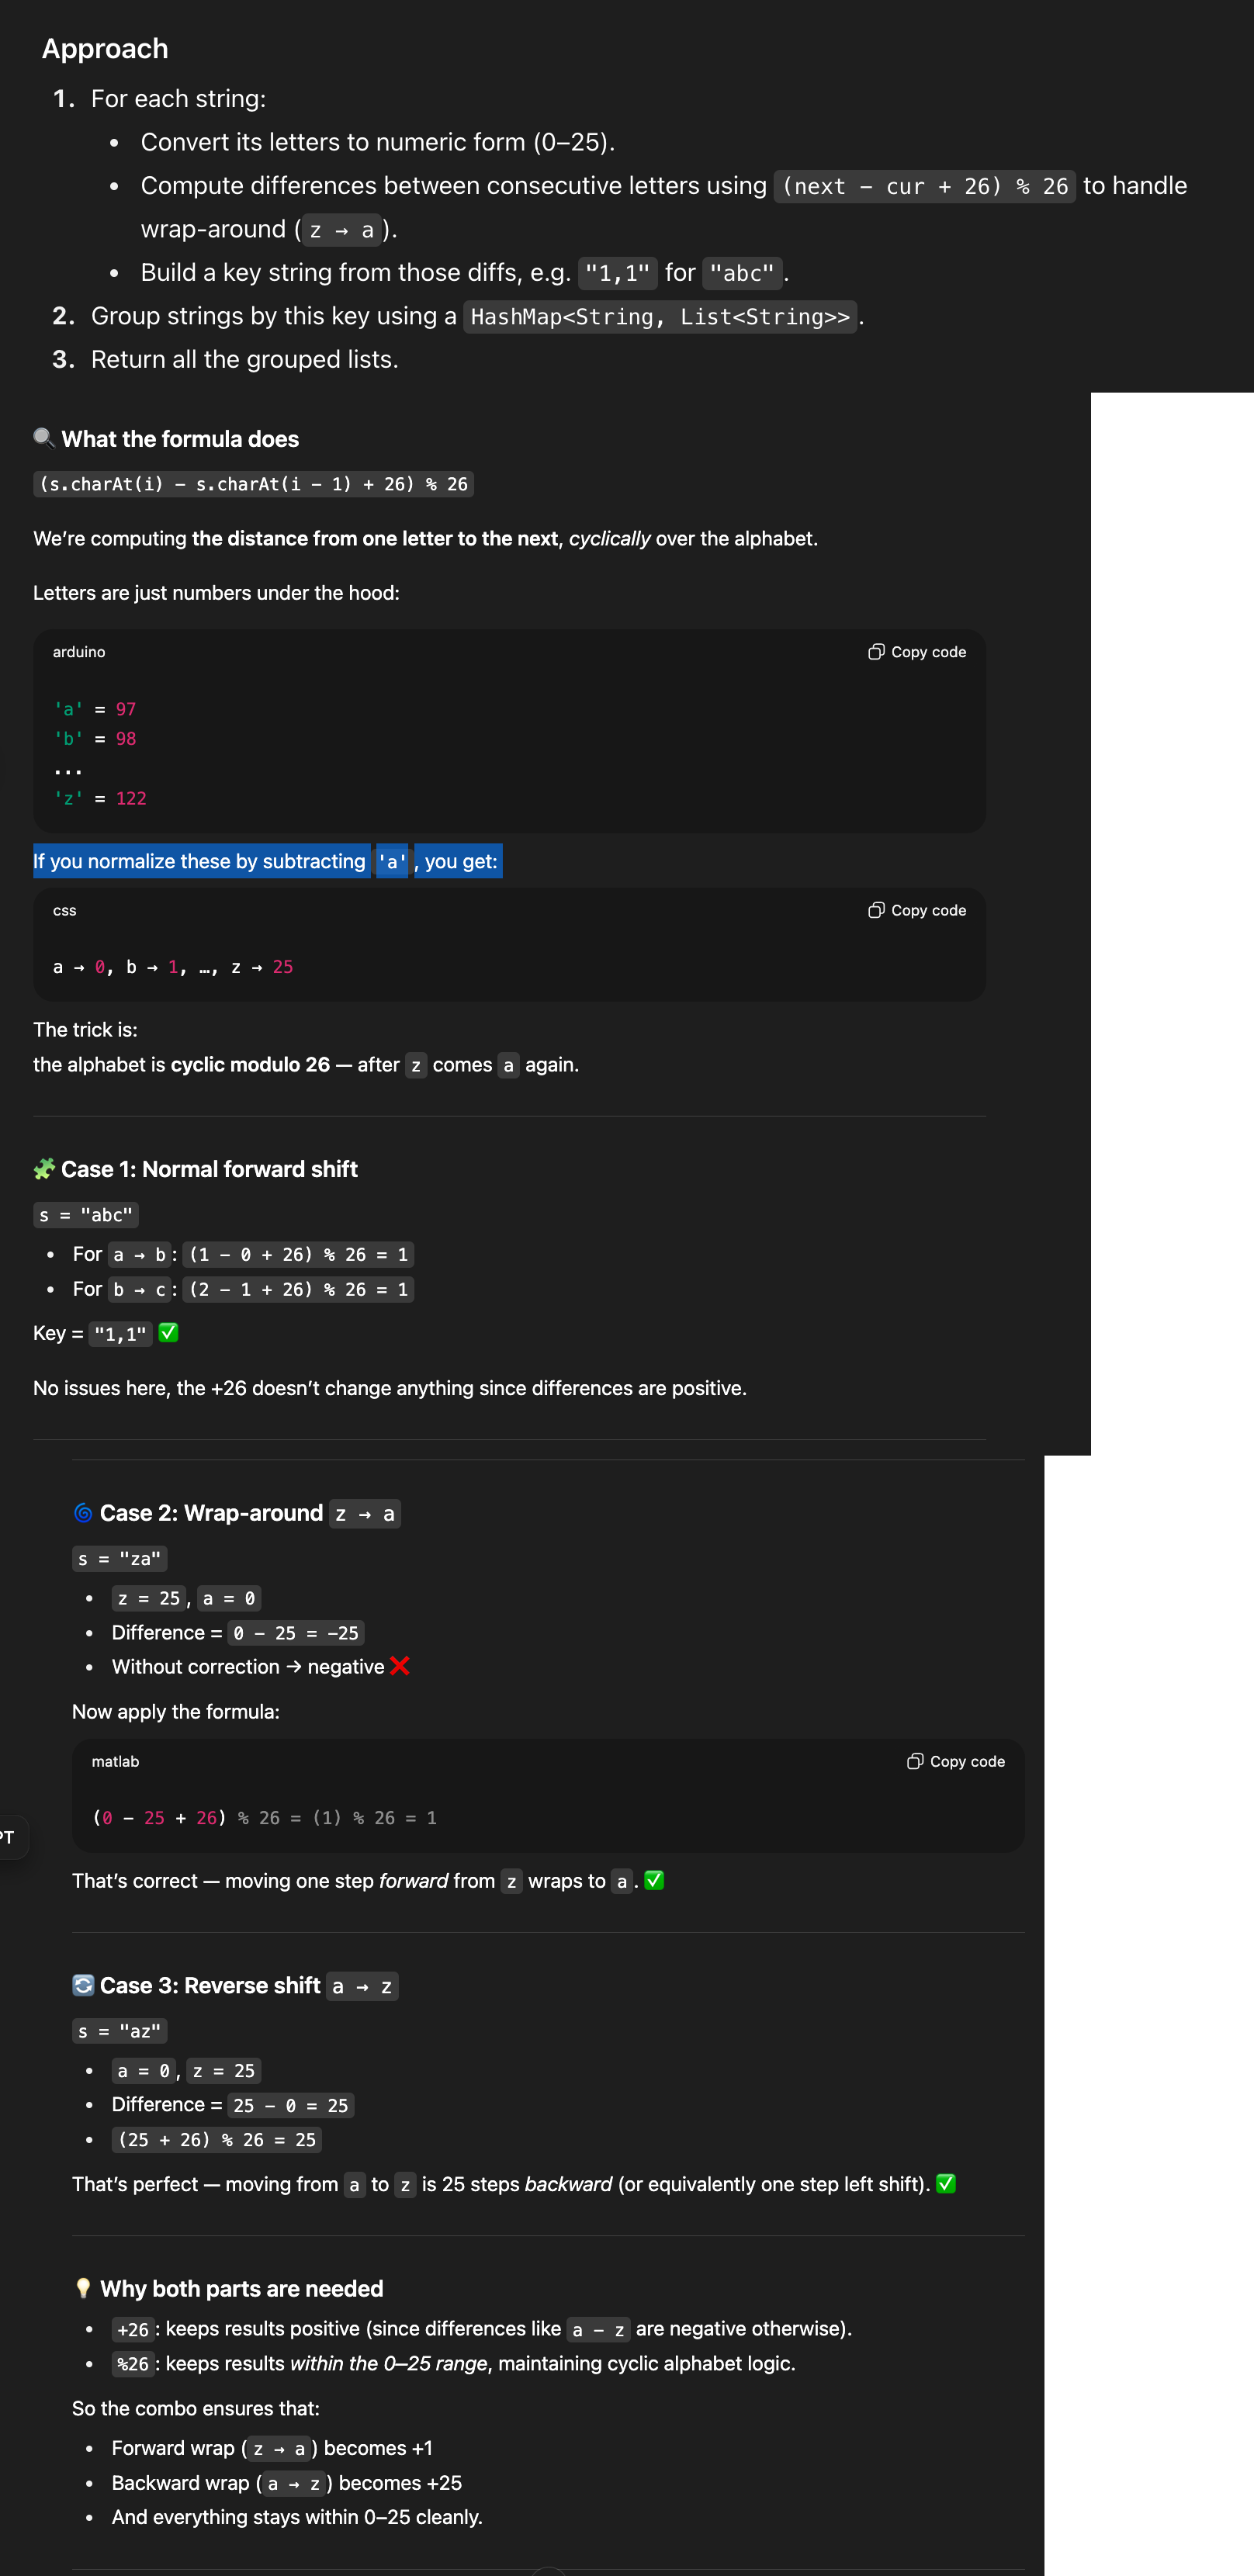 Approach
1. For each string:
• Convert its letters to numeric form (0–25).
• Compute differences between consecutive letters using (next − cur + 26) % 26 to handle
wrap-around ( z → a ).
• Build a key string from those diffs, e.g. "1,1" for "abc".
2. Group strings by this key using a HashMap<String, List<String>>.
3. Return all the grouped lists.
🔍 What the formula does
(s.charAt(i) − s.charAt(i − 1) + 26) % 26
We’re computing the distance from one letter to the next, cyclically over the alphabet.
Letters are just numbers under the hood:
arduino Copy code
'a' = 97
'b' = 98
...
'z' = 122
If you normalize these by subtracting 'a', you get:
css Copy code
a → 0, b → 1, …, z → 25
The trick is:
the alphabet is cyclic modulo 26 — after z comes a again.
🧩 Case 1: Normal forward shift
s = "abc"
• For a → b: (1 − 0 + 26) % 26 = 1
• For b → c: (2 − 1 + 26) % 26 = 1
Key = "1,1" ✅
No issues here, the +26 doesn’t change anything since differences are positive.
🌀 Case 2: Wrap-around z → a
s = "za"
• z = 25, a = 0
• Difference = 0 − 25 = −25
• Without correction → negative ❌
Now apply the formula:
matlab Copy code
(0 − 25 + 26) % 26 = (1) % 26 = 1
PT
That’s correct — moving one step forward from z wraps to a. ✅
🔄 Case 3: Reverse shift a → z
s = "az"
• a = 0, z = 25
• Difference = 25 − 0 = 25
• (25 + 26) % 26 = 25
That’s perfect — moving from a to z is 25 steps backward (or equivalently one step left shift). ✅
💡 Why both parts are needed
• +26: keeps results positive (since differences like a − z are negative otherwise).
• %26: keeps results within the 0–25 range, maintaining cyclic alphabet logic.
So the combo ensures that:
• Forward wrap ( z → a ) becomes +1
• Backward wrap ( a → z ) becomes +25
• And everything stays within 0–25 cleanly.